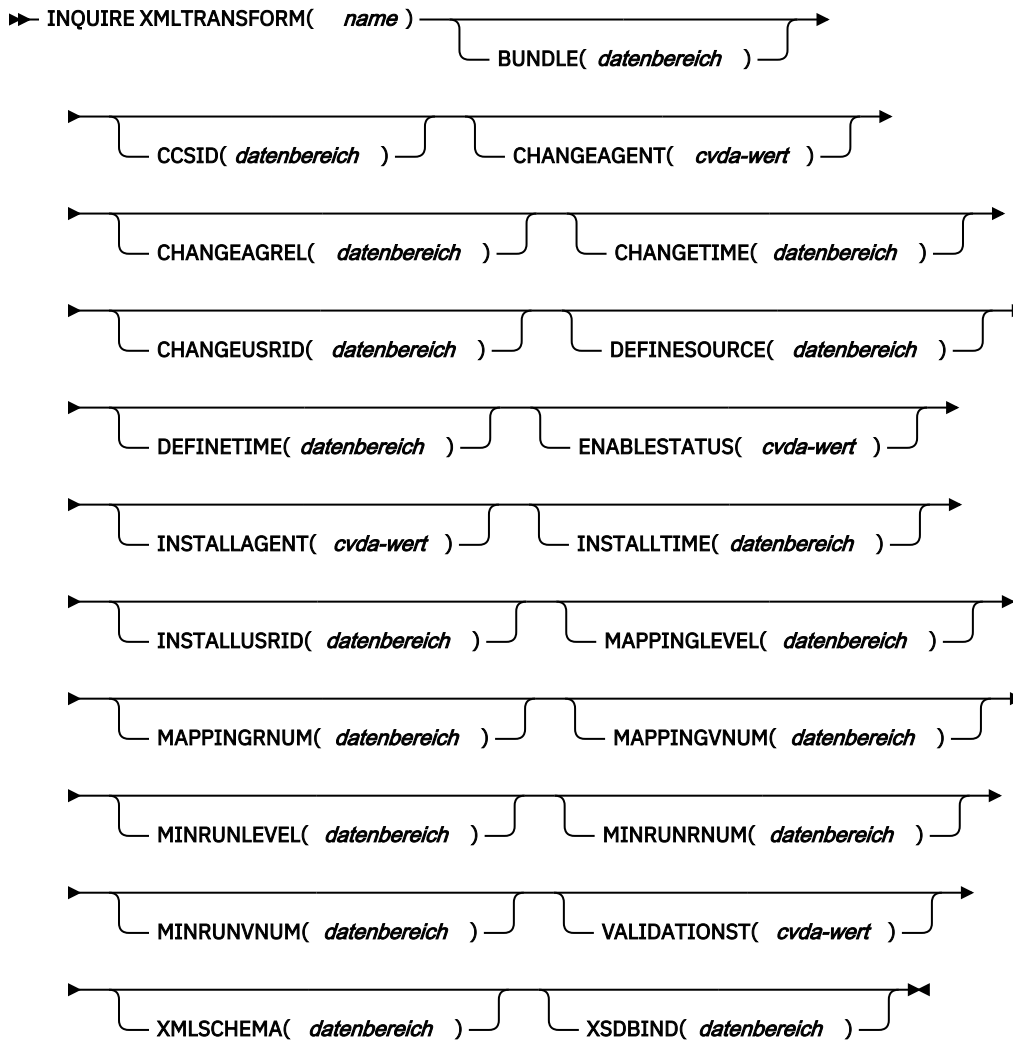 INQUIRE XMLTRANSFORM( name )
BUNDLE( datenbereich )
CCSID( datenbereich ) CHANGEAGENT( cvda-wert )
CHANGEAGREL( datenbereich ) CHANGETIME( datenbereich )
CHANGEUSRID( datenbereich ) DEFINESOURCE( datenbereich )
DEFINETIME( datenbereich ) ENABLESTATUS( cvda-wert )
INSTALLAGENT( cvda-wert ) INSTALLTIME( datenbereich )
INSTALLUSRID( datenbereich ) MAPPINGLEVEL( datenbereich )
MAPPINGRNUM( datenbereich ) MAPPINGVNUM( datenbereich )
MINRUNLEVEL( datenbereich ) MINRUNRNUM( datenbereich )
MINRUNVNUM( datenbereich ) VALIDATIONST( cvda-wert )
XMLSCHEMA( datenbereich ) XSDBIND( datenbereich )